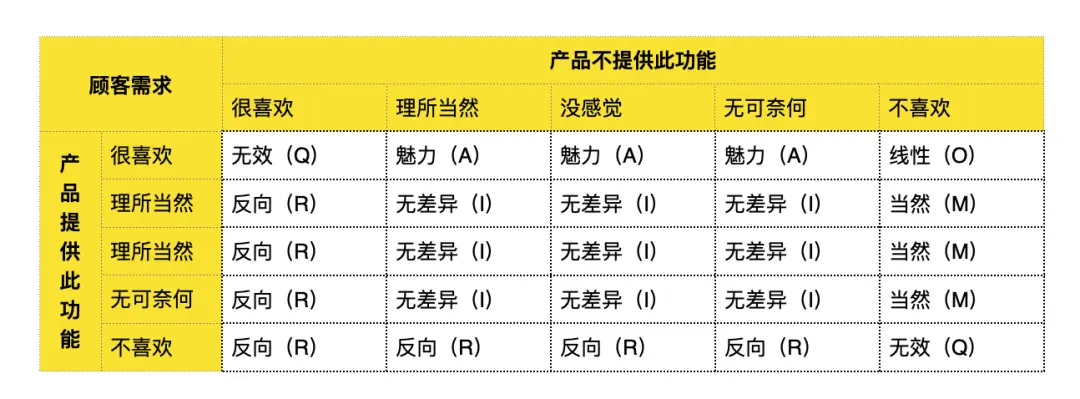 顾客需求 产品不提供此功能
很喜欢 理所当然 没感觉 无可奈何 不喜欢
产品提供此功能
很喜欢 无效（Q） 魅力（A） 魅力（A） 魅力（A） 线性（O）
理所当然 反向（R） 无差异（I） 无差异（I） 无差异（I） 当然（M）
理所当然 反向（R） 无差异（I） 无差异（I） 无差异（I） 当然（M）
无可奈何 反向（R） 无差异（I） 无差异（I） 无差异（I） 当然（M）
不喜欢 反向（R） 反向（R） 反向（R） 反向（R） 无效（Q）